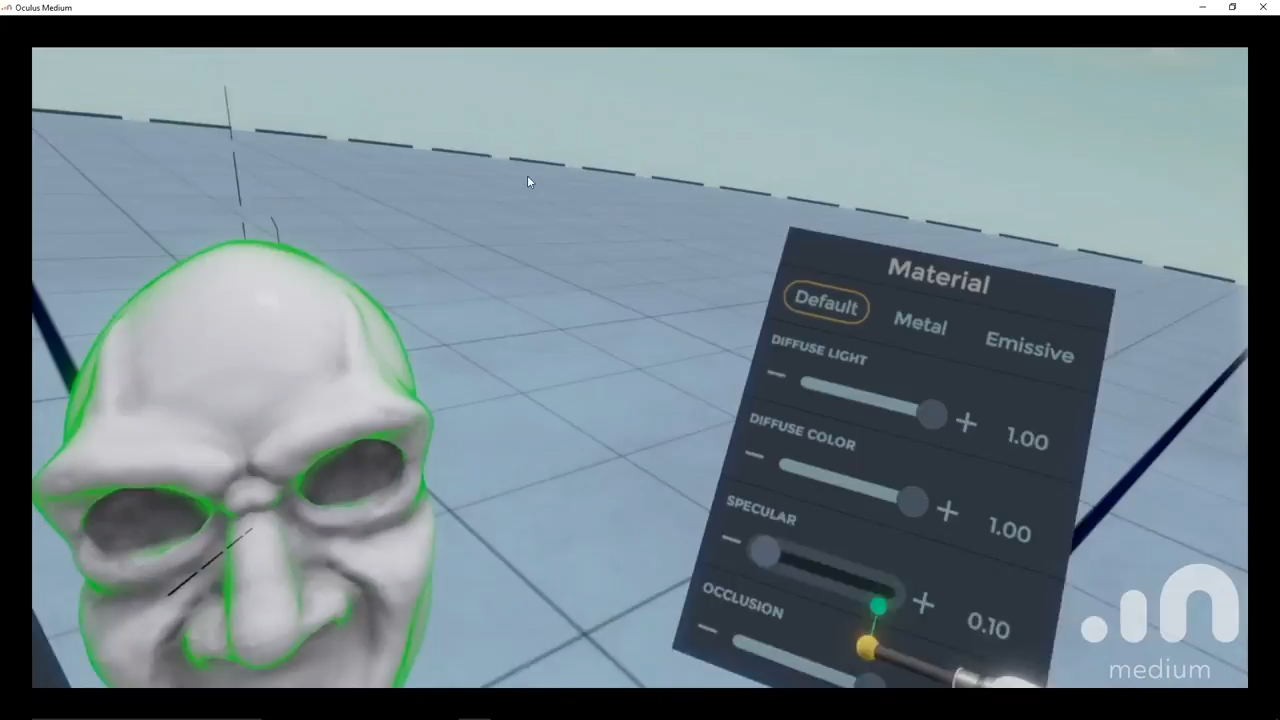 Oculus Medium
Material
Default Metal Emissive
DIFFUSE LIGHT
− + 1.00
DIFFUSE COLOR
− + 1.00
SPECULAR
− + 0.10
OCCLUSION
−
medium